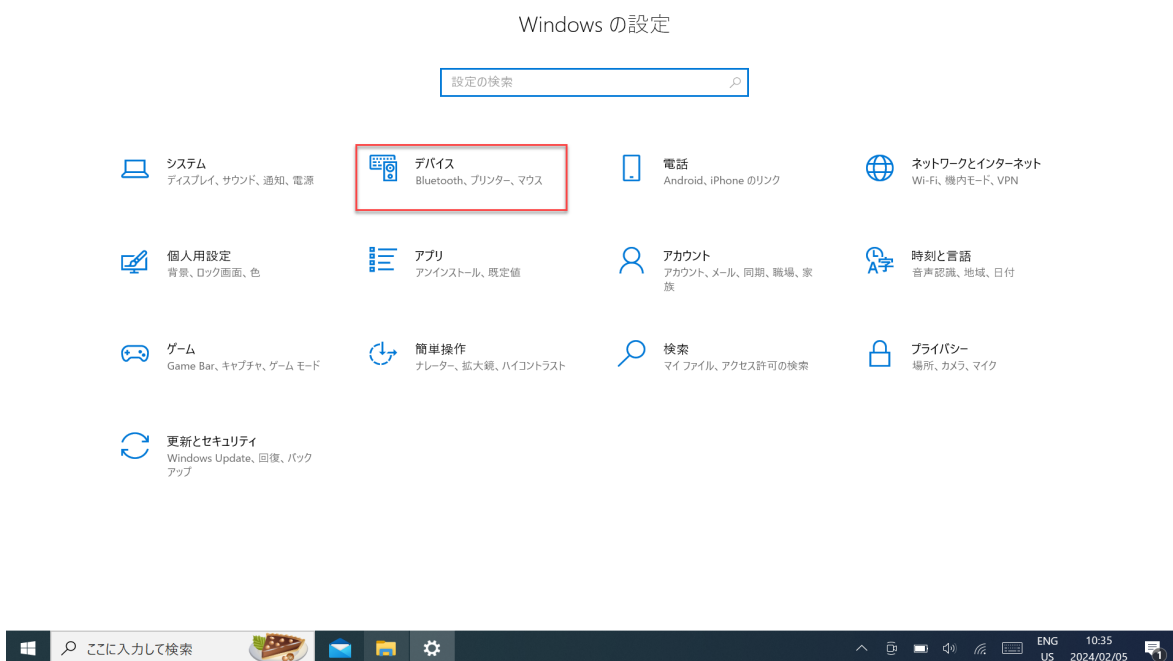 Windows の設定
設定の検索
システム
ディスプレイ、サウンド、通知、電源
デバイス
Bluetooth、プリンター、マウス
電話
Android、iPhone のリンク
ネットワークとインターネット
Wi-Fi、機内モード、VPN
個人用設定
背景、ロック画面、色
アプリ
アンインストール、既定値
アカウント
アカウント、メール、同期、職場、家
族
時刻と言語
音声認識、地域、日付
ゲーム
Game Bar、キャプチャ、ゲーム モード
簡単操作
ナレーター、拡大鏡、ハイコントラスト
検索
マイ ファイル、アクセス許可の検索
プライバシー
場所、カメラ、マイク
更新とセキュリティ
Windows Update、回復、バック
アップ
ここに入力して検索
ENG
US
10:35
2024/02/05
1